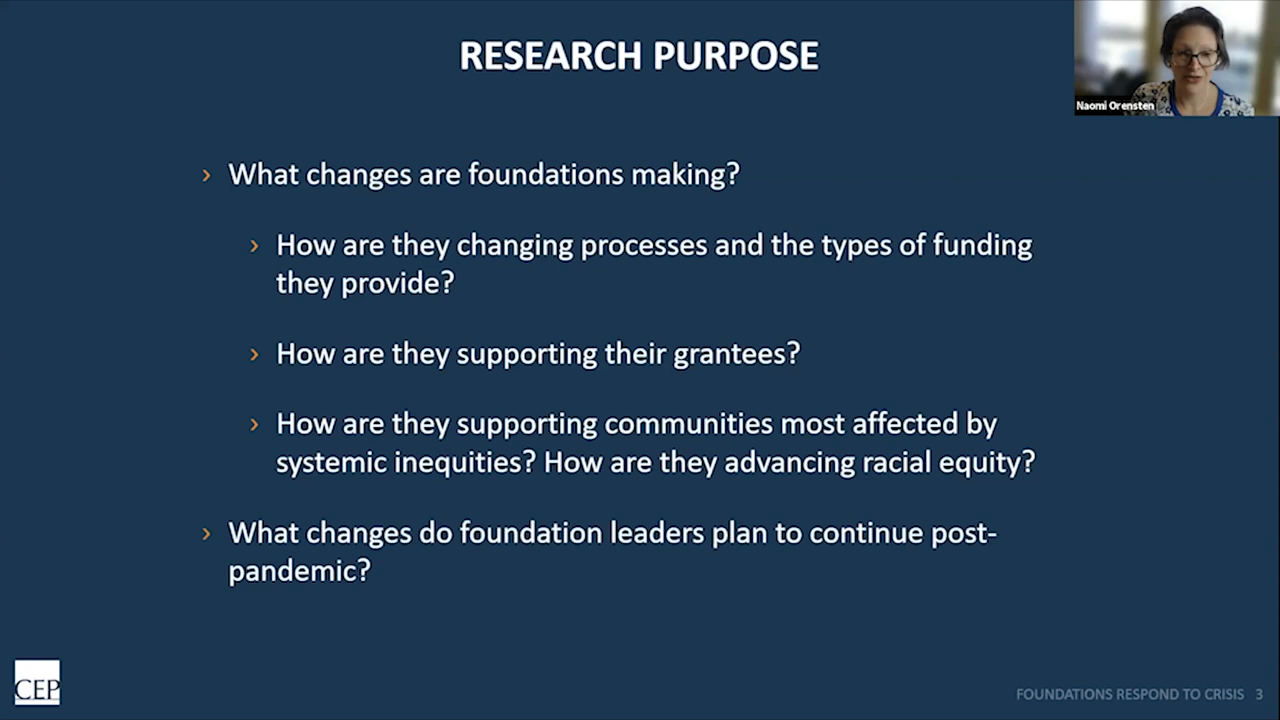 RESEARCH PURPOSE
Naomi Orensten
› What changes are foundations making?
› How are they changing processes and the types of funding
they provide?
› How are they supporting their grantees?
› How are they supporting communities most affected by
systemic inequities? How are they advancing racial equity?
› What changes do foundation leaders plan to continue post-
pandemic?
CEP
FOUNDATIONS RESPOND TO CRISIS 3